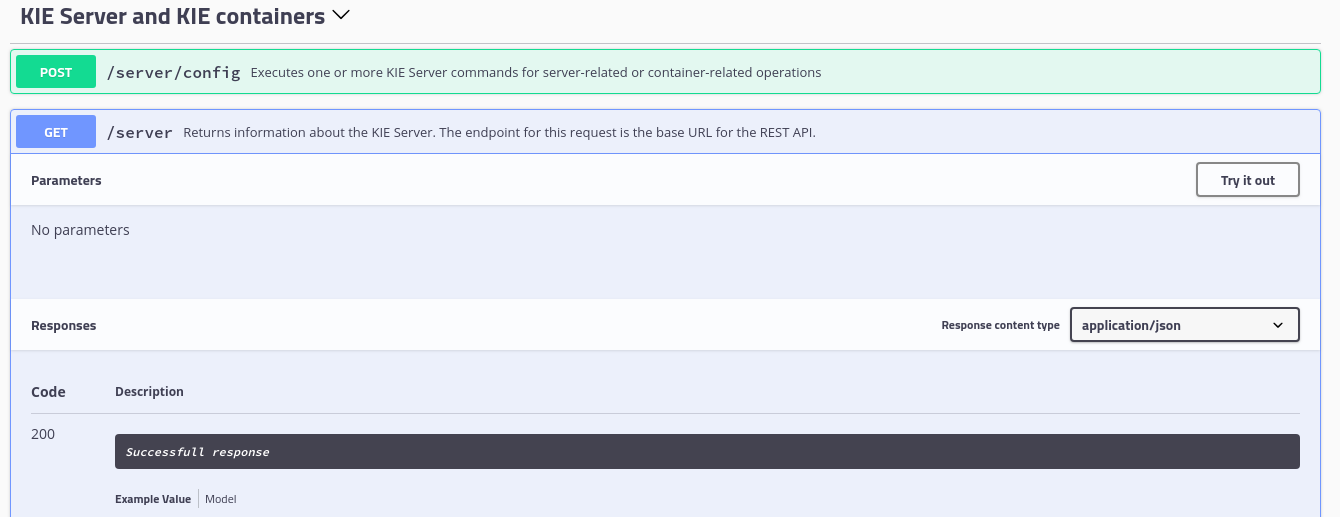 KIE Server and KIE containers
POST /server/config Executes one or more KIE Server commands for server-related or container-related operations
GET /server Returns information about the KIE Server. The endpoint for this request is the base URL for the REST API.
Parameters Try it out
No parameters
Responses Response content type application/json
Code Description
200
Successfull response
Example Value Model